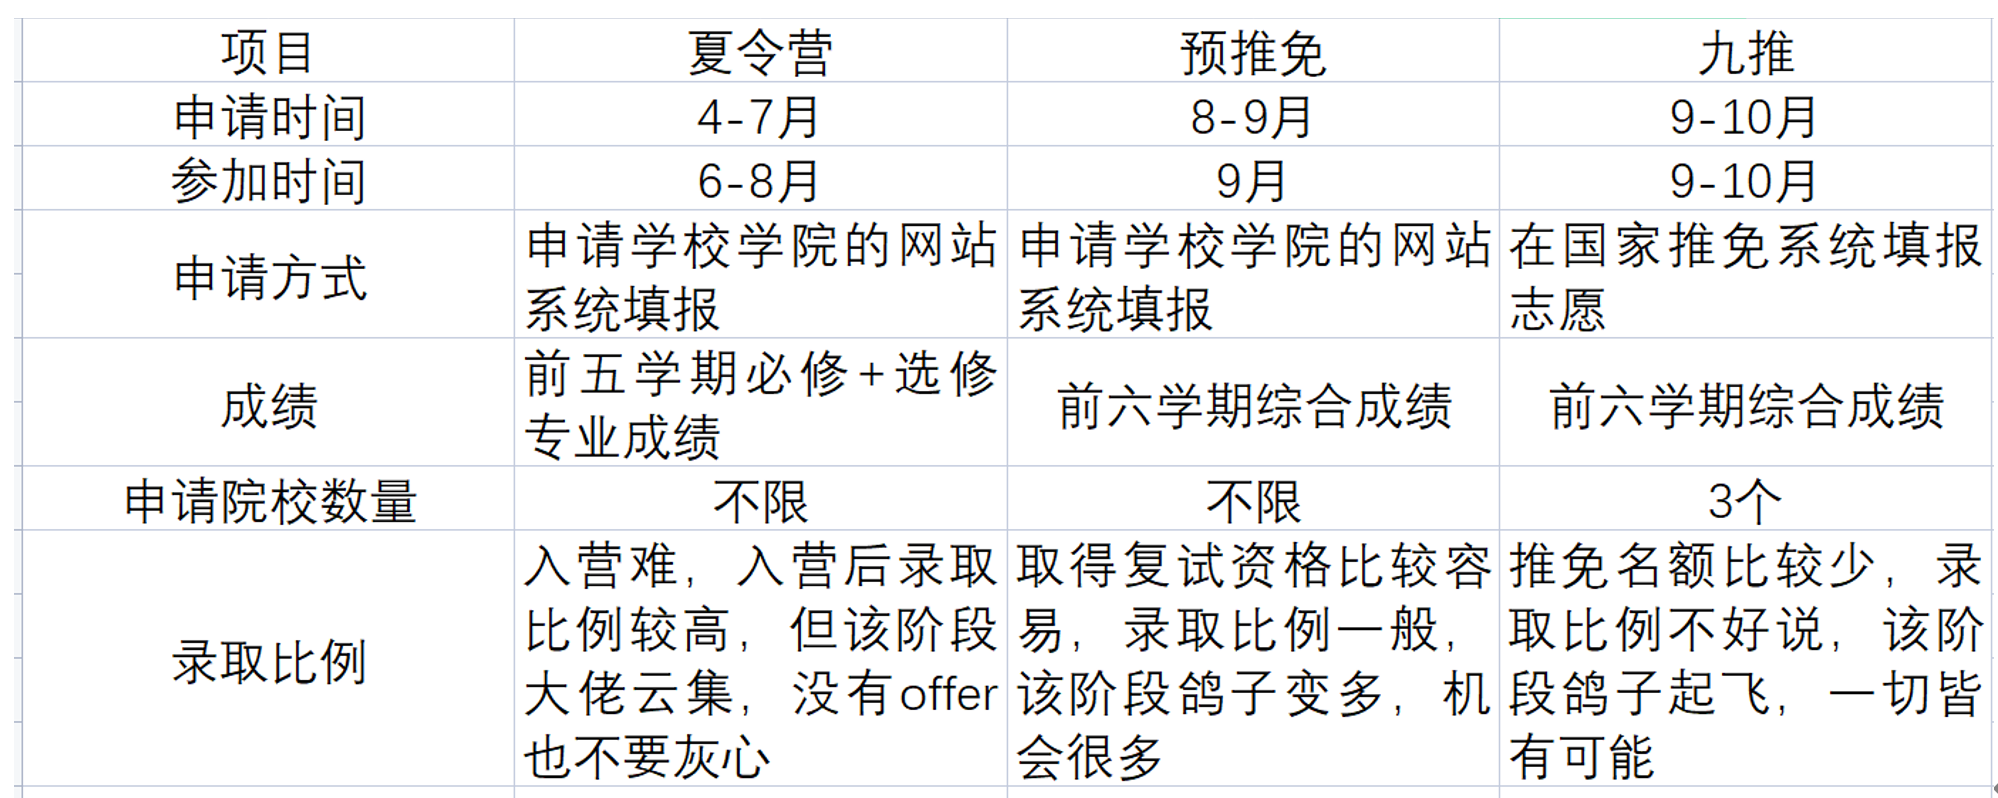 项目 夏令营 预推免 九推
申请时间 4-7月 8-9月 9-10月
参加时间 6-8月 9月 9-10月
申请方式
申请学校学院的网站
系统填报
申请学校学院的网站
系统填报
在国家推免系统填报
志愿
成绩
前五学期必修+选修
专业成绩
前六学期综合成绩
前六学期综合成绩
申请院校数量 不限 不限 3个
录取比例
入营难，入营后录取
比例较高，但该阶段
大佬云集，没有offer
也不要灰心
取得复试资格比较容
易，录取比例一般，
该阶段鸽子变多，机
会很多
推免名额比较少，录
取比例不好说，该阶
段鸽子起飞，一切皆
有可能